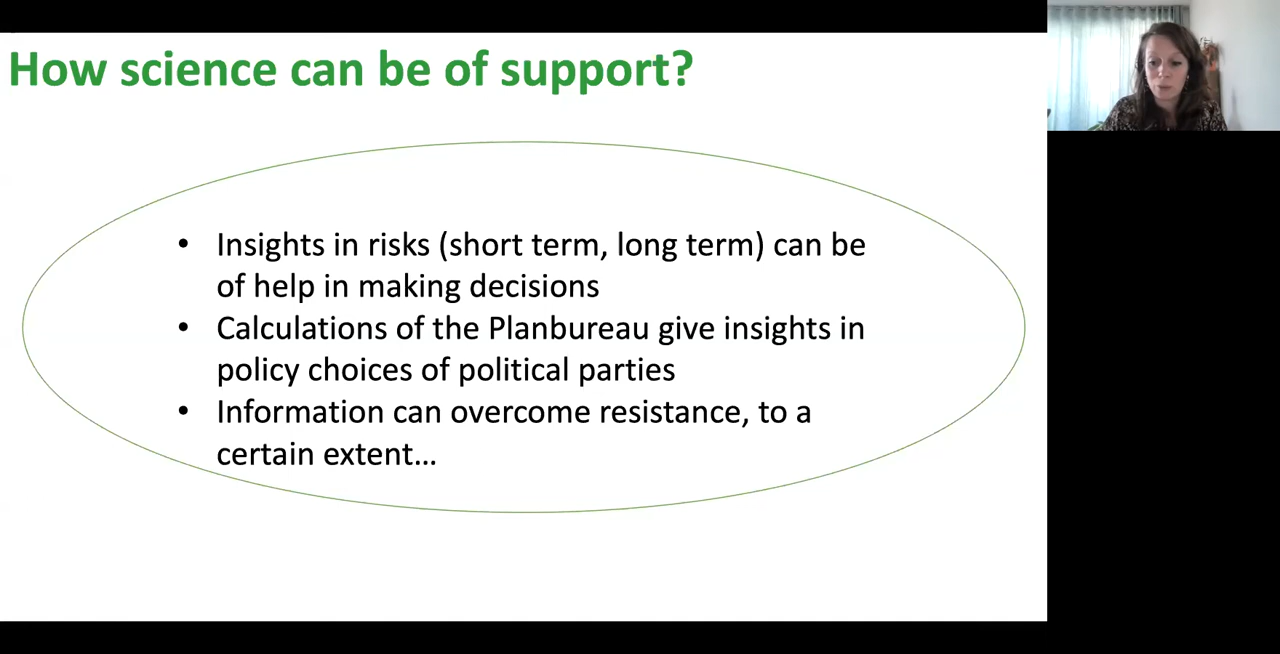 How science can be of support?
• Insights in risks (short term, long term) can be
of help in making decisions
• Calculations of the Planbureau give insights in
policy choices of political parties
• Information can overcome resistance, to a
certain extent…